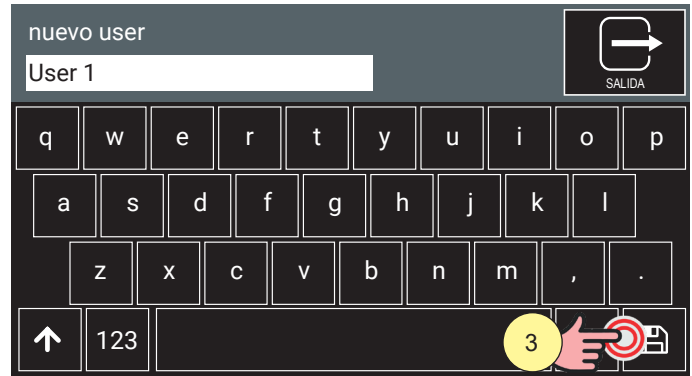 nuevo user
User 1
SALIDA
q w e r t y u i o p
a s d f g h j k l
z x c v b n m , .
123 3